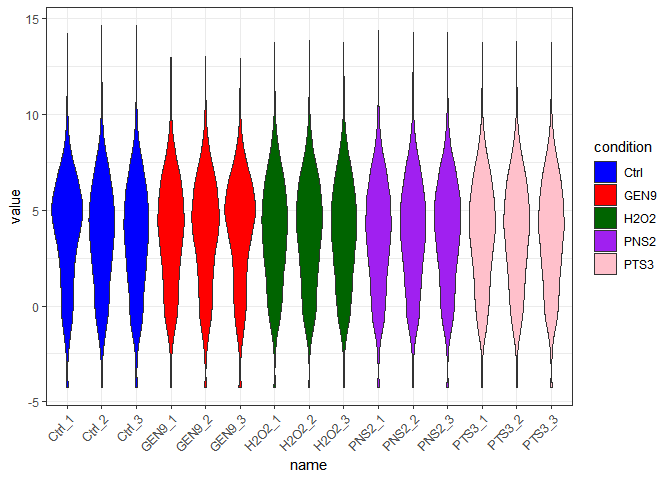 15
10
5
0
-5
value
Ctrl_1
Ctrl_2
Ctrl_3
GEN9_1
GEN9_2
GEN9_3
H2O2_1
H2O2_2
H2O2_3
PNS2_1
PNS2_2
PNS2_3
PTS3_1
PTS3_2
PTS3_3
name
condition
Ctrl
GEN9
H2O2
PNS2
PTS3